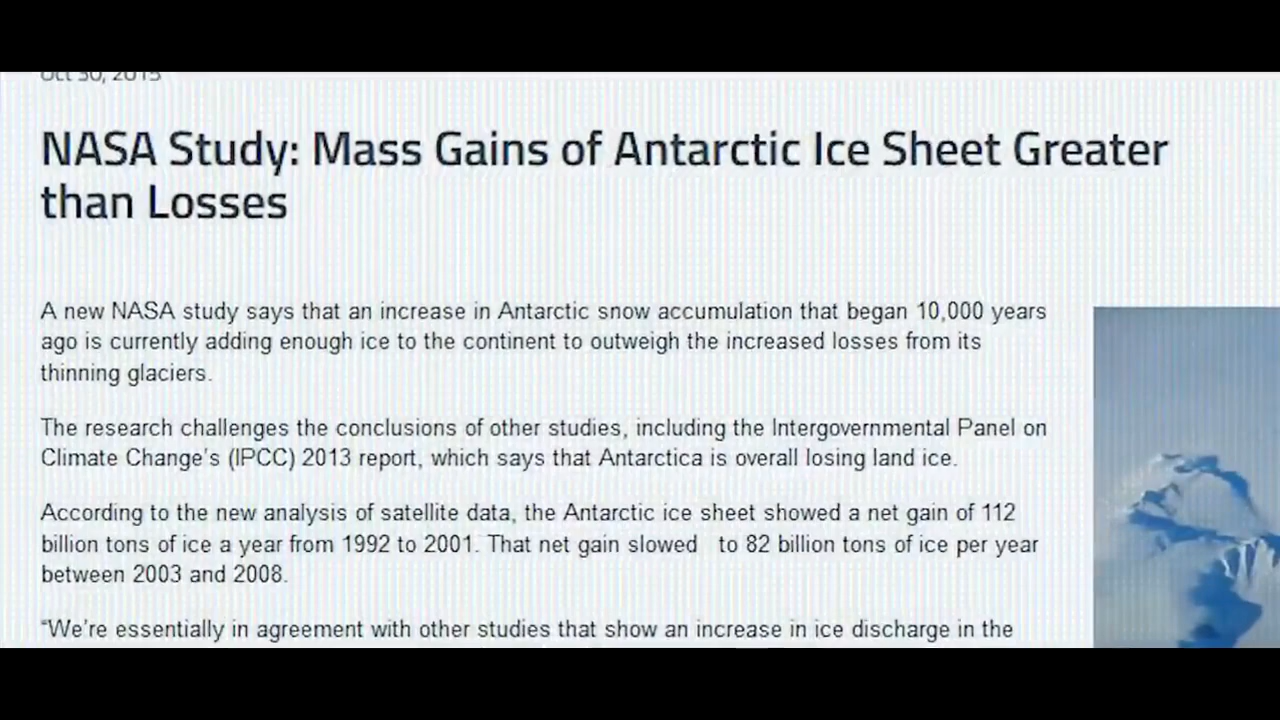 Oct 30, 2015
NASA Study: Mass Gains of Antarctic Ice Sheet Greater
than Losses
A new NASA study says that an increase in Antarctic snow accumulation that began 10,000 years
ago is currently adding enough ice to the continent to outweigh the increased losses from its
thinning glaciers.
The research challenges the conclusions of other studies, including the Intergovernmental Panel on
Climate Change's (IPCC) 2013 report, which says that Antarctica is overall losing land ice.
According to the new analysis of satellite data, the Antarctic ice sheet showed a net gain of 112
billion tons of ice a year from 1992 to 2001. That net gain slowed to 82 billion tons of ice per year
between 2003 and 2008.
“We're essentially in agreement with other studies that show an increase in ice discharge in the